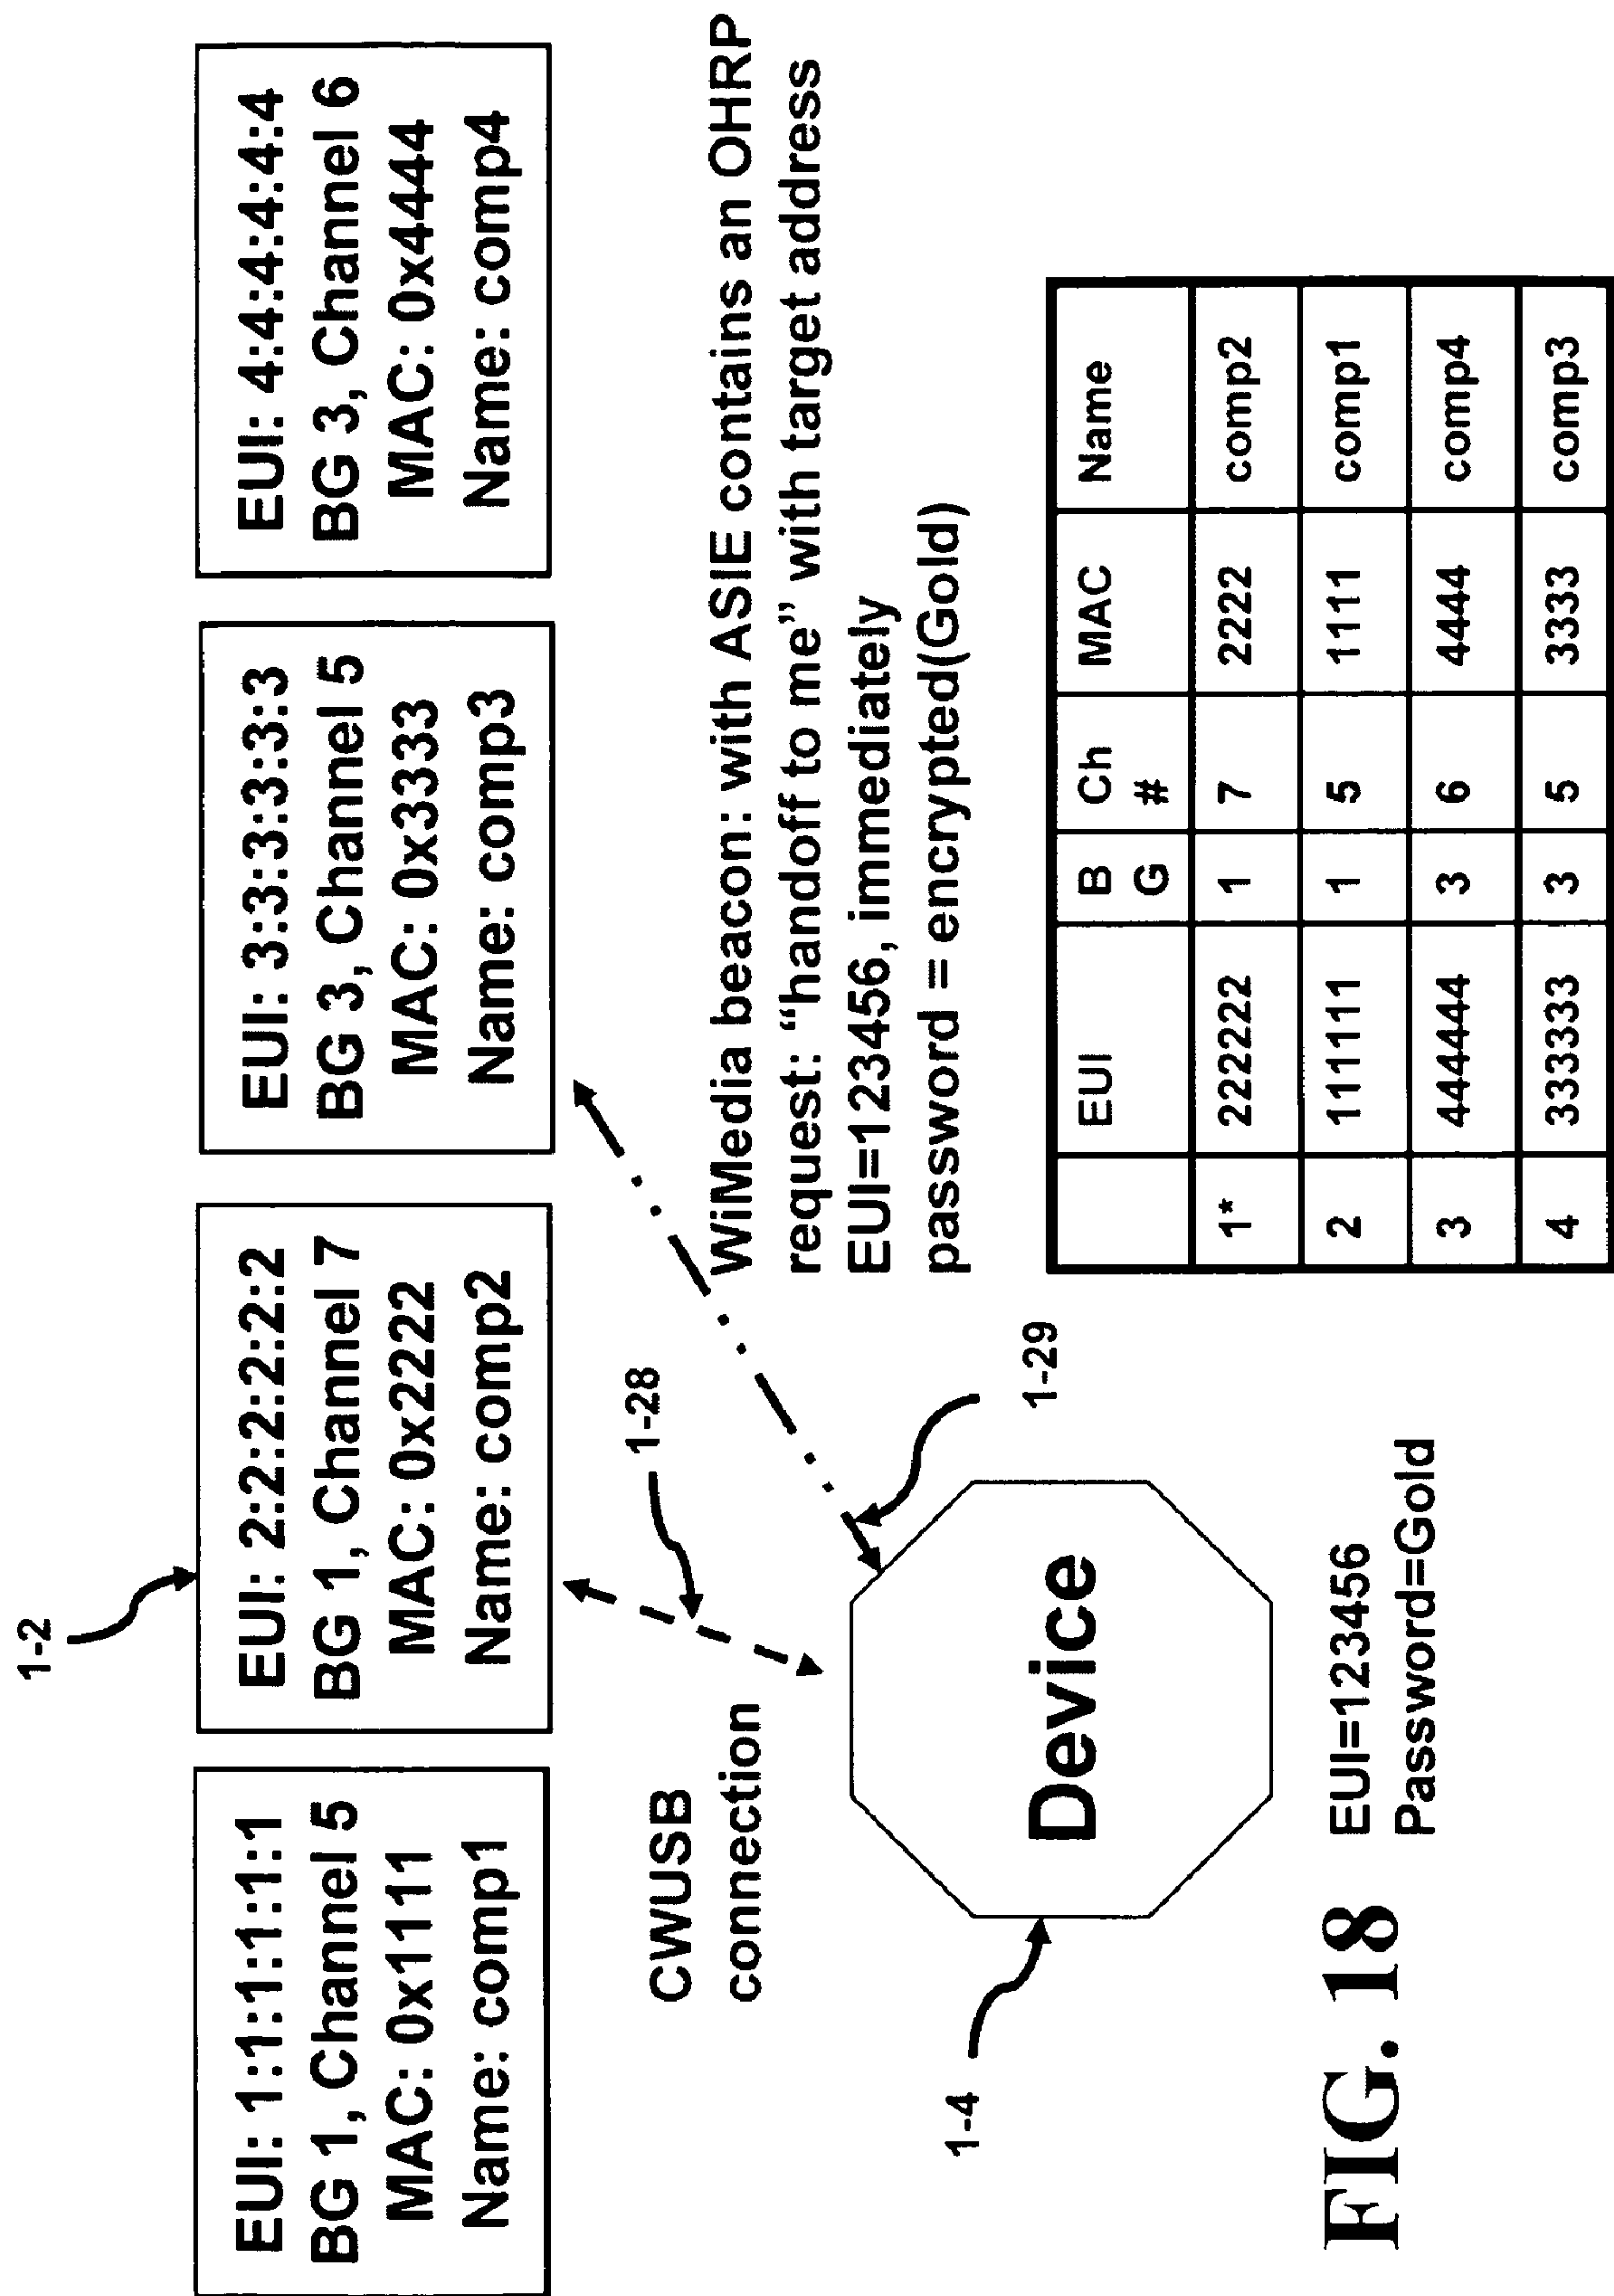 1-2
EUI: 1:1:1:1:1:1
BG 1, Channel 5
MAC: 0x1111
Name: comp1
EUI: 2:2:2:2:2:2
BG 1, Channel 7
MAC: 0x2222
Name: comp2
EUI: 3:3:3:3:3:3
BG 3, Channel 5
MAC: 0x3333
Name: comp3
EUI: 4:4:4:4:4:4
BG 3, Channel 6
MAC: 0x4444
Name: comp4
CWUSB
connection
1-28
WiMedia beacon: with ASIE contains an OHRP
request: “handoff to me” with target address
EUI=123456, immediately
password = encrypted(Gold)
1-4
Device
1-29
EUI=123456
Password=Gold
EUI B G Ch # MAC Name
1* 222222 1 7 2222 comp2
2 111111 1 5 1111 comp1
3 444444 3 6 4444 comp4
4 333333 3 5 3333 comp3
FIG. 18